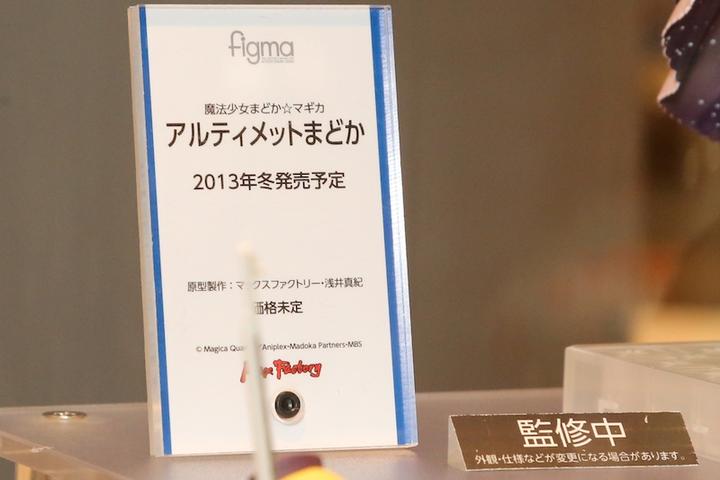 figma
魔法少女まどか☆マギカ
アルティメットまどか
2013年冬発売予定
原型製作：マックスファクトリー・浅井真紀
価格未定
© Magica Quartet/Aniplex・Madoka Partners・MBS
Max Factory
監修中
外観・仕様などが変更になる場合があります。